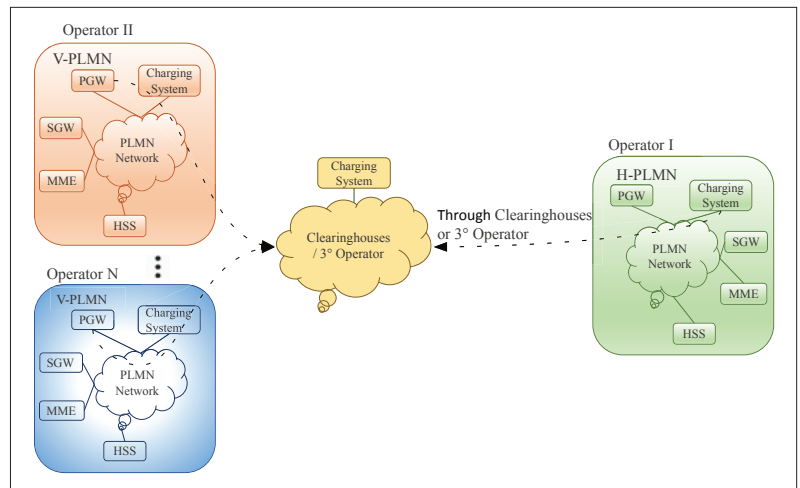 Operator II
V-PLMN
PGW
Charging
System
SGW
PLMN
Network
MME
HSS
Operator N
V-PLMN
PGW
Charging
System
SGW
PLMN
Network
MME
HSS
Charging
System
Clearinghouses
/ 3° Operator
Through Clearinghouses
or 3° Operator
Operator I
H-PLMN
PGW
Charging
System
SGW
PLMN
Network
MME
HSS